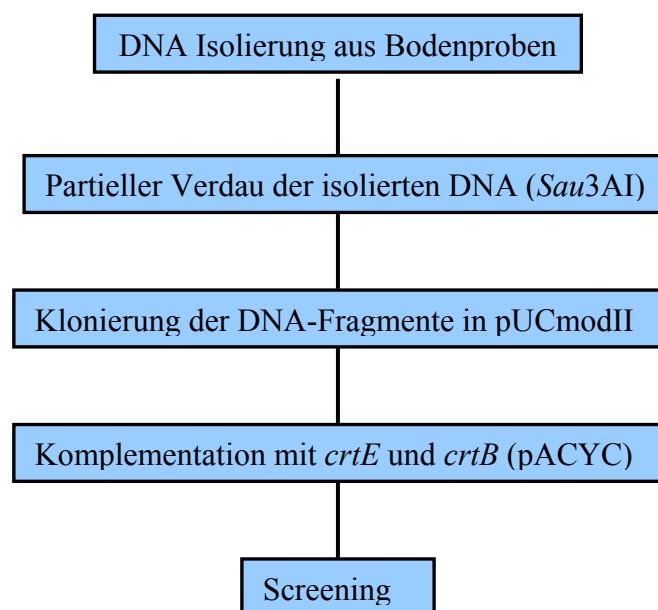 DNA Isolierung aus Bodenproben
Partieller Verdau der isolierten DNA (Sau3AI)
Klonierung der DNA-Fragmente in pUCmodII
Komplementation mit crtE und crtB (pACYC)
Screening